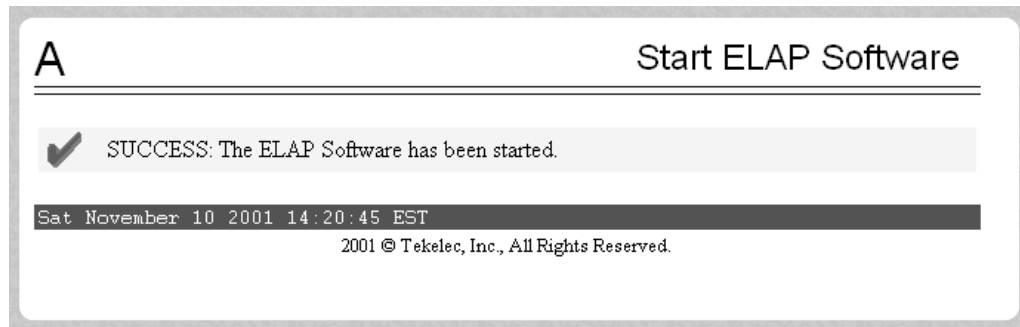 A Start ELAP Software
SUCCESS: The ELAP Software has been started.
Sat November 10 2001 14:20:45 EST
2001 © Tekelec, Inc., All Rights Reserved.